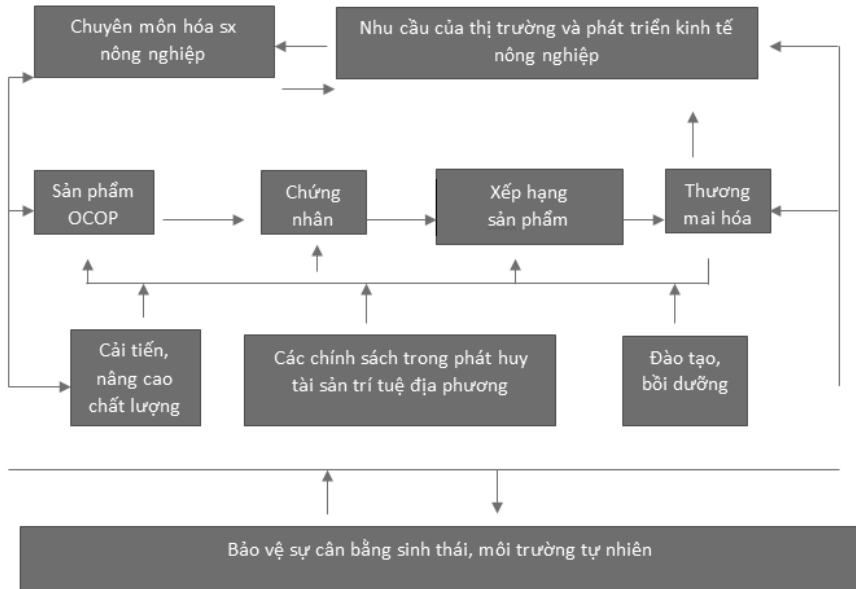 Chuyên môn hóa sx
nông nghiệp
Nhu cầu của thị trường và phát triển kinh tế
nông nghiệp
Sản phẩm
OCOP
Chứng
nhân
Xếp hạng
sản phẩm
Thương
mai hóa
Cải tiến,
nâng cao
chất lượng
Các chính sách trong phát huy
tài sản trí tuệ địa phương
Đào tạo,
bồi dưỡng
Bảo vệ sự cân bằng sinh thái, môi trường tự nhiên